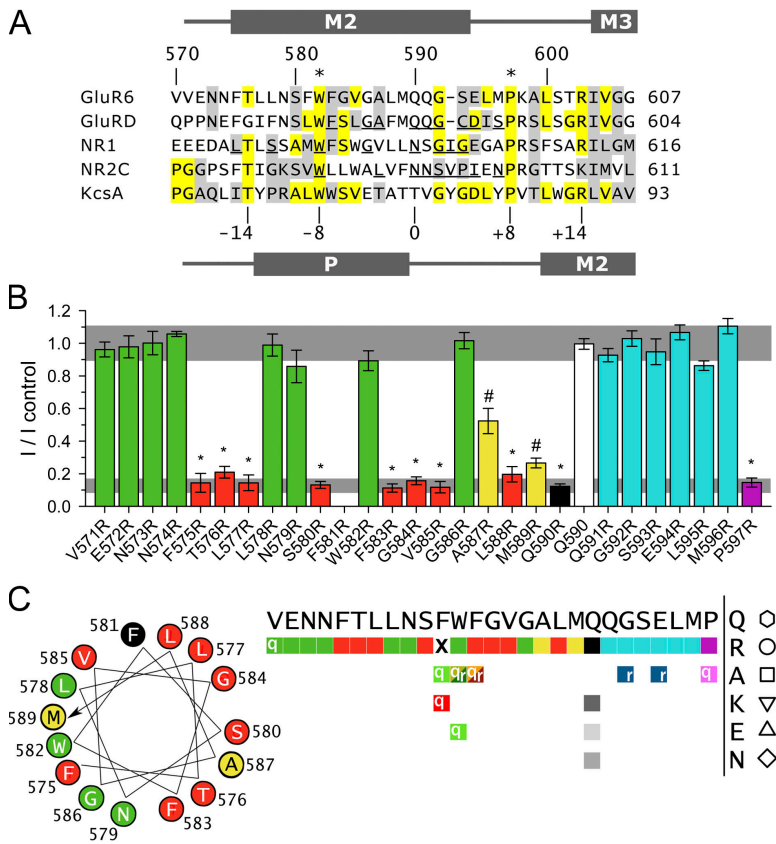 A
M2
M3
570 580 590 600
* *
GluR6 VVENNFTLLNSFWFGVGALMQQG-SELMPKALSTRIVGG 607
GluRD QPPNEFGIFNSLWFSLGAFMQQG-CDISPRSLSGRIVGG 604
NR1 EEEDALTLSSAMWFSWGVLLNSGIGEGAPRSFSARILGM 616
NR2C PGGPSFTIGKSVWLLWALVFNNSVPIENPRGTTSKIMVL 611
KcsA PGAQLITYPRALWWSVETATTVGYGDLYPVTLWGRLVAV 93
-14 -8 0 +8 +14
P
M2
B
I / I control
1.2
1.0
0.8
0.6
0.4
0.2
0.0
* * * * * * * # * # * *
V571R E572R N573R N574R F575R T576R L577R L578R N579R S580R F581R W582R F583R G584R V585R G586R A587R L588R M589R Q590R Q590 Q591R G592R S593R E594R L595R M596R P597R
C
581 F
588 L
577 L
584 G
580 S
587 A
576 T
583 F
579 N
586 G
575 F
582 W
589 M
578 L
585 V
VENNFTLLNSFWFGVGALMQQGSELMP Q
q X R
q qr qr r r q A
q K
q E
N